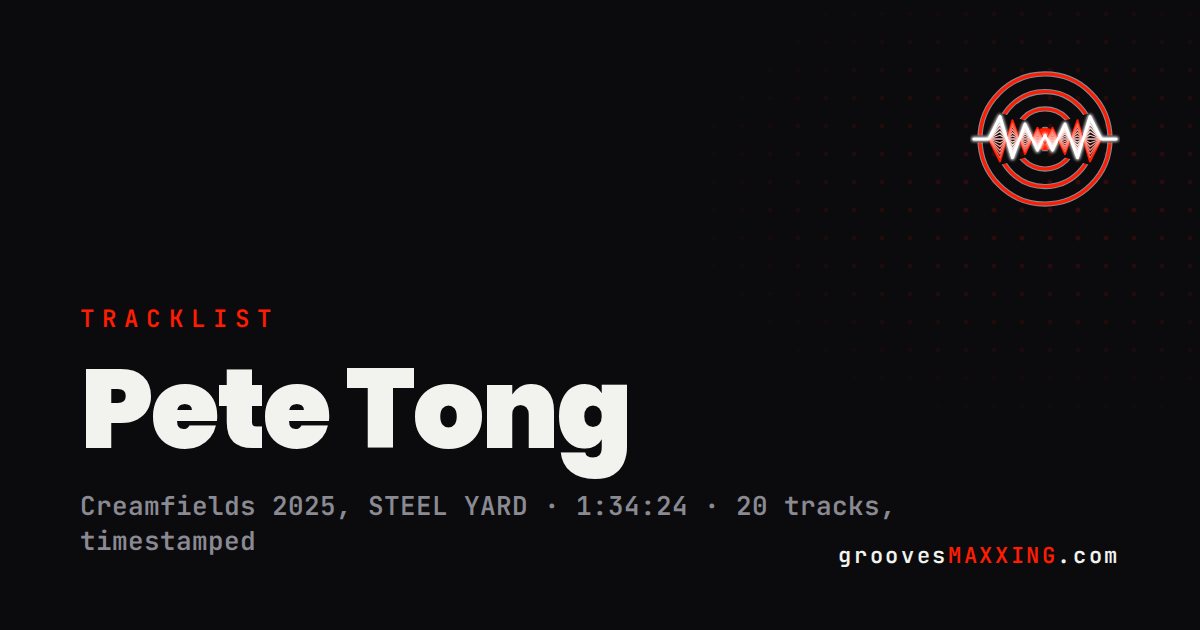 TRACKLIST
Pete Tong
Creamfields 2025, STEEL YARD · 1:34:24 · 20 tracks,
timestamped
groovesMAXXING.com